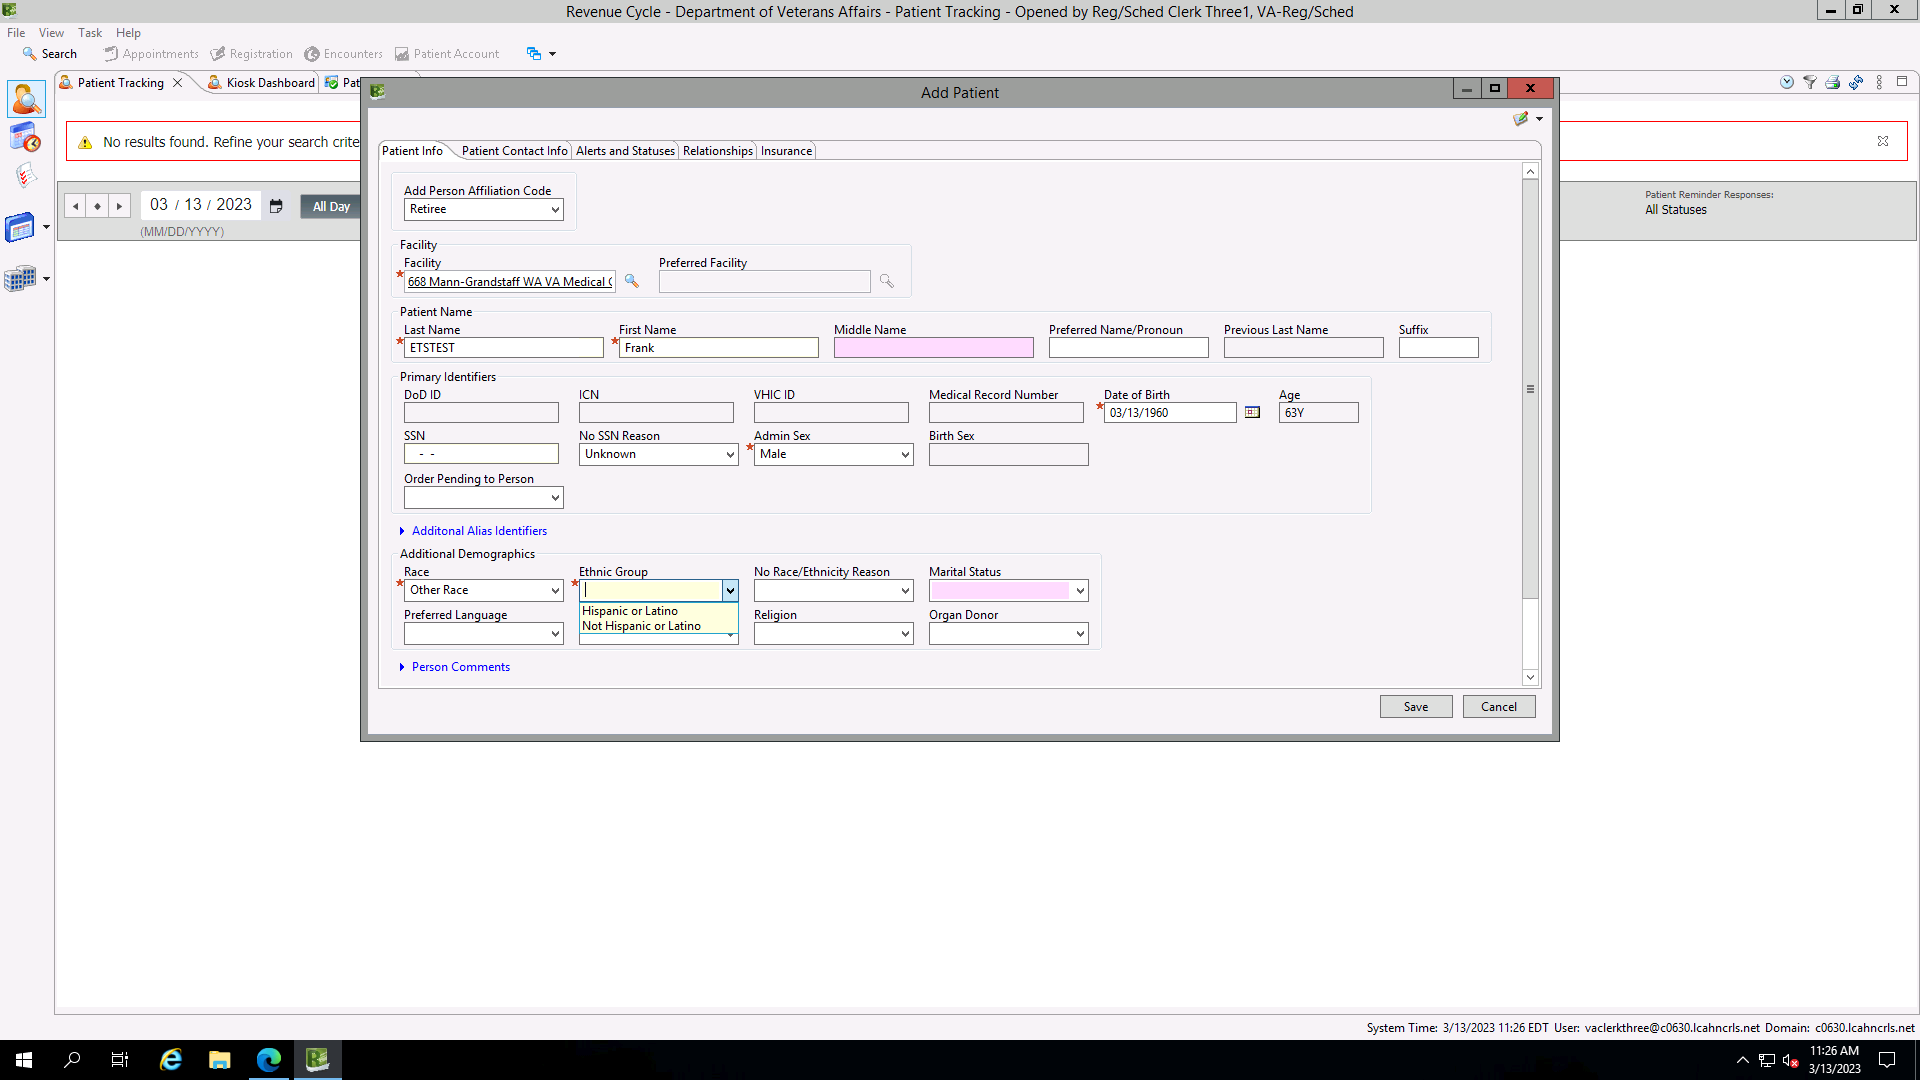 Revenue Cycle - Department of Veterans Affairs - Patient Tracking - Opened by Reg/Sched Clerk Three1, VA-Reg/Sched
File View Task Help
Search Appointments Registration Encounters Patient Account
Patient Tracking Kiosk Dashboard Pat
Add Patient
No results found. Refine your search crite
Patient Info Patient Contact Info Alerts and Statuses Relationships Insurance
03 / 13 / 2023 All Day
(MM/DD/YYYY)
Patient Reminder Responses:
All Statuses
Add Person Affiliation Code
Retiree
Facility
Facility Preferred Facility
668 Mann-Grandstaff WA VA Medical C
Patient Name
Last Name First Name Middle Name Preferred Name/Pronoun Previous Last Name Suffix
ETSTEST Frank
Primary Identifiers
DoD ID ICN VHIC ID Medical Record Number Date of Birth Age
03/13/1960 63Y
SSN No SSN Reason Admin Sex Birth Sex
- - Unknown Male
Order Pending to Person
Additonal Alias Identifiers
Additional Demographics
Race Ethnic Group No Race/Ethnicity Reason Marital Status
Other Race
Hispanic or Latino
Not Hispanic or Latino
Preferred Language Religion Organ Donor
Person Comments
Save Cancel
System Time: 3/13/2023 11:26 EDT User: vaclerkthree@c0630.lcahncrls.net Domain: c0630.lcahncrls.net
11:26 AM
3/13/2023